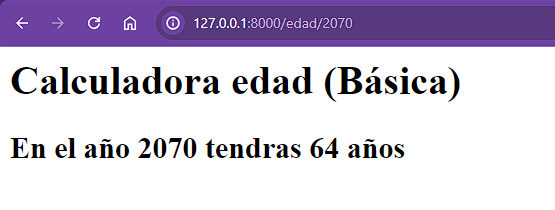 127.0.0.1:8000/edad/2070
Calculadora edad (Básica)
En el año 2070 tendras 64 años